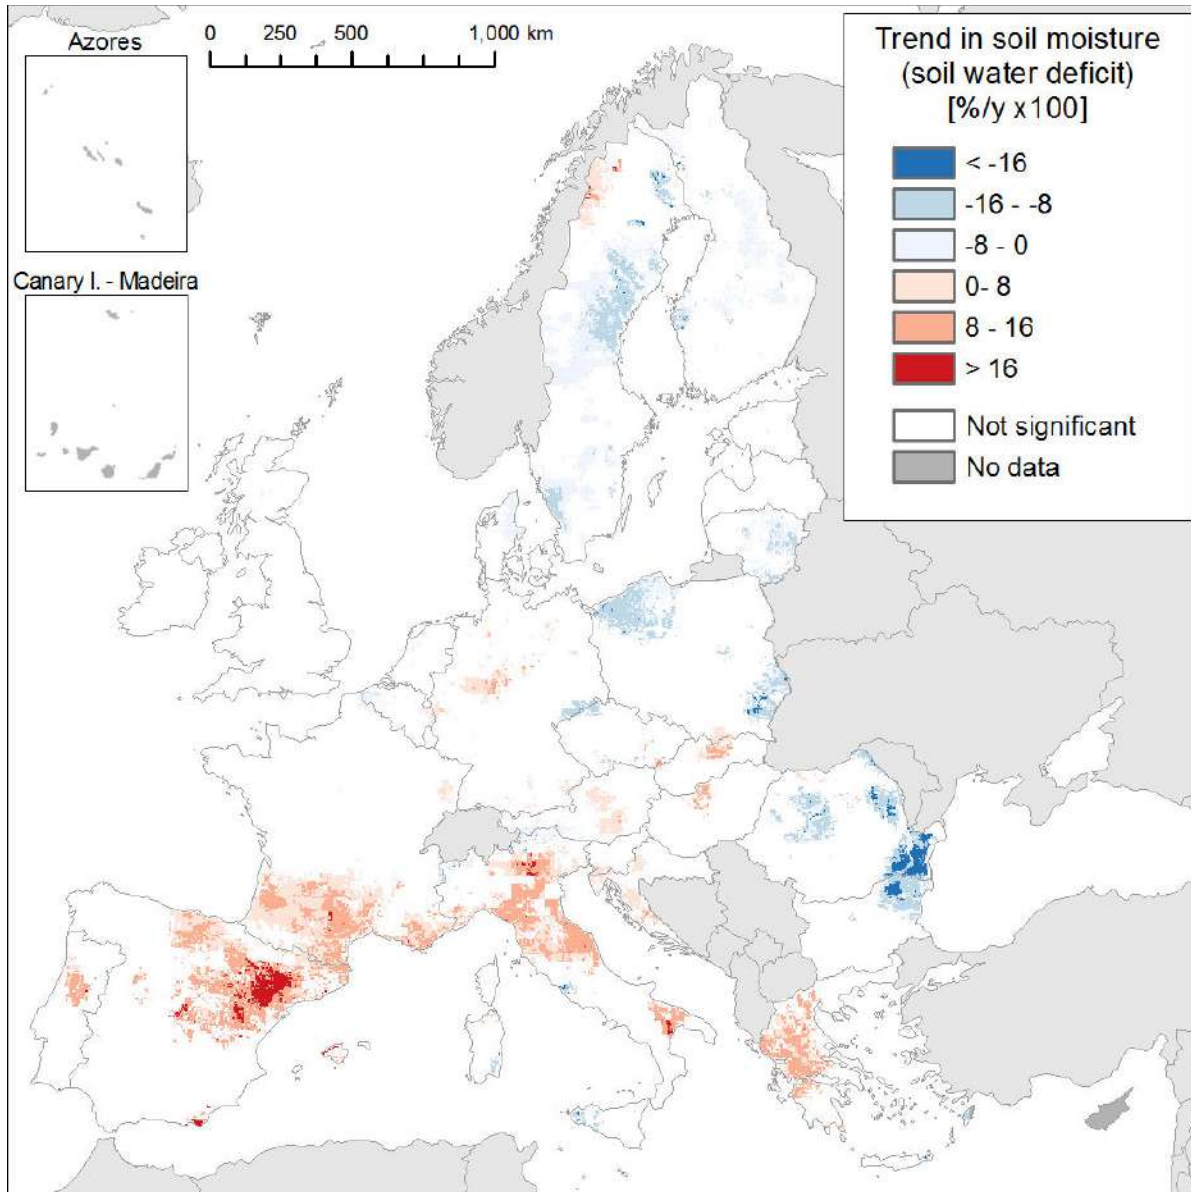 Azores
0 250 500 1,000 km
Canary I. - Madeira
Trend in soil moisture
(soil water deficit)
[%/y x100]
< -16
-16 - -8
-8 - 0
0- 8
8 - 16
> 16
Not significant
No data